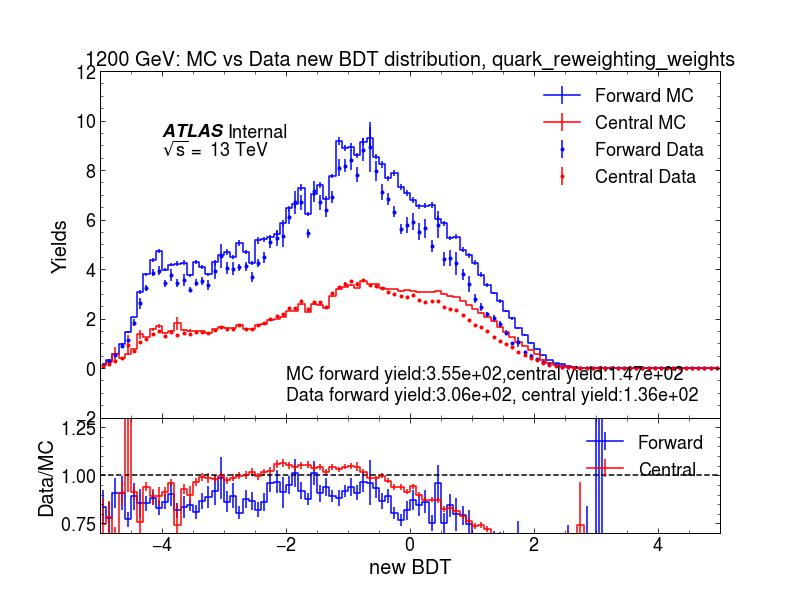 1200 GeV: MC vs Data new BDT distribution, quark_reweighting_weights
12
10
8
6
4
2
0
−2
Yields
ATLAS Internal
√s = 13 TeV
Forward MC
Central MC
Forward Data
Central Data
MC forward yield:3.55e+02,central yield:1.47e+02
Data forward yield:3.06e+02, central yield:1.36e+02
1.25
1.00
0.75
Data/MC
Forward
Central
−4 −2 0 2 4
new BDT